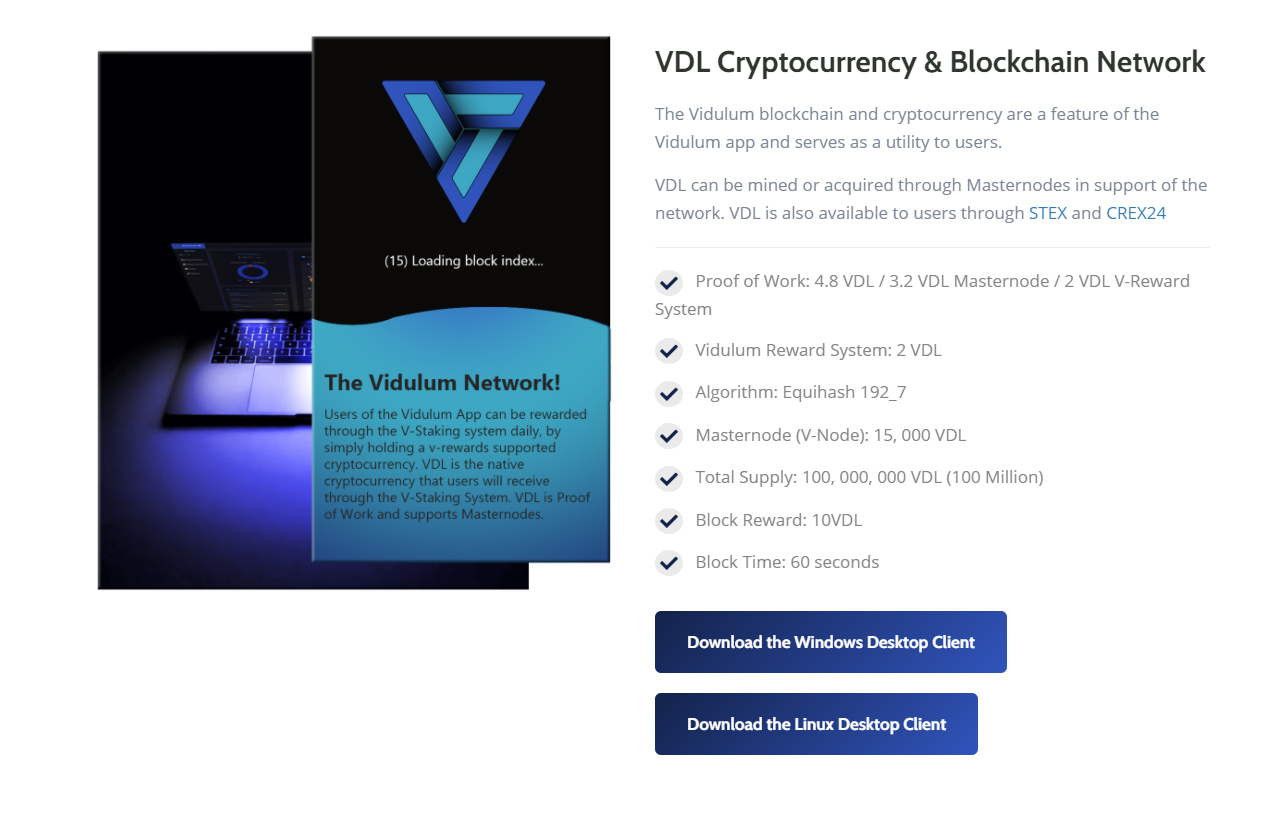 (15) Loading block index...
The Vidulum Network!
Users of the Vidulum App can be rewarded
through the V-Staking system daily, by
simply holding a v-rewards supported
cryptocurrency. VDL is the native
cryptocurrency that users will receive
through the V-Staking System. VDL is Proof
of Work and supports Masternodes.
VDL Cryptocurrency & Blockchain Network
The Vidulum blockchain and cryptocurrency are a feature of the
Vidulum app and serves as a utility to users.
VDL can be mined or acquired through Masternodes in support of the
network. VDL is also available to users through STEX and CREX24
Proof of Work: 4.8 VDL / 3.2 VDL Masternode / 2 VDL V-Reward
System
Vidulum Reward System: 2 VDL
Algorithm: Equihash 192_7
Masternode (V-Node): 15, 000 VDL
Total Supply: 100, 000, 000 VDL (100 Million)
Block Reward: 10VDL
Block Time: 60 seconds
Download the Windows Desktop Client
Download the Linux Desktop Client